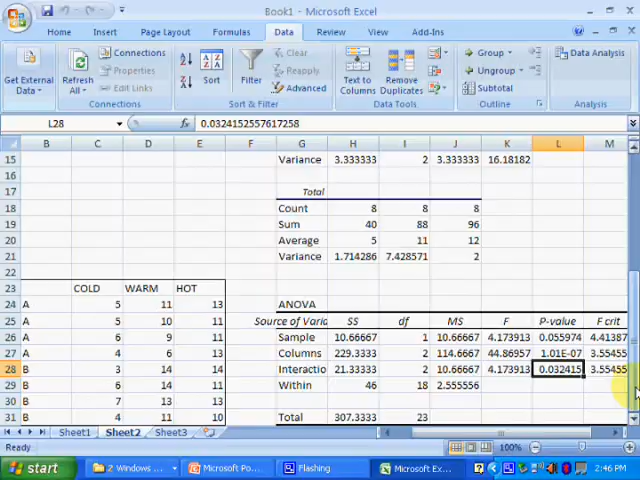 Book1 - Microsoft Excel
Home Insert Page Layout Formulas Data Review View Add-Ins
Get External Data
Refresh All
Connections
Properties
Edit Links
Connections
Sort
Filter
Clear
Reapply
Advanced
Sort & Filter
Text to Columns
Remove Duplicates
Data Tools
Group
Ungroup
Subtotal
Outline
Data Analysis
Analysis
L28 fx 0.0324152557617258
B C D E F G H I J K L M
15 Variance 3.333333 2 3.333333 16.18182
16
17 Total
18 Count 8 8 8
19 Sum 40 88 96
20 Average 5 11 12
21 Variance 1.714286 7.428571 2
22
23 COLD WARM HOT
24 A 5 11 13 ANOVA
25 A 5 10 11 Source of Varia SS df MS F P-value F crit
26 A 6 9 11 Sample 10.66667 1 10.66667 4.173913 0.055974 4.41387
27 A 4 6 13 Columns 229.3333 2 114.6667 44.86957 1.01E-07 3.55455
28 B 3 14 14 Interactio 21.33333 2 10.66667 4.173913 0.032415 3.55455
29 B 6 14 11 Within 46 18 2.555556
30 B 7 13 13
31 B 4 11 10 Total 307.3333 23
Sheet1 Sheet2 Sheet3
Ready 100%
start 2 Windows ... Microsoft Po... Flashing Microsoft Ex... 2:46 PM